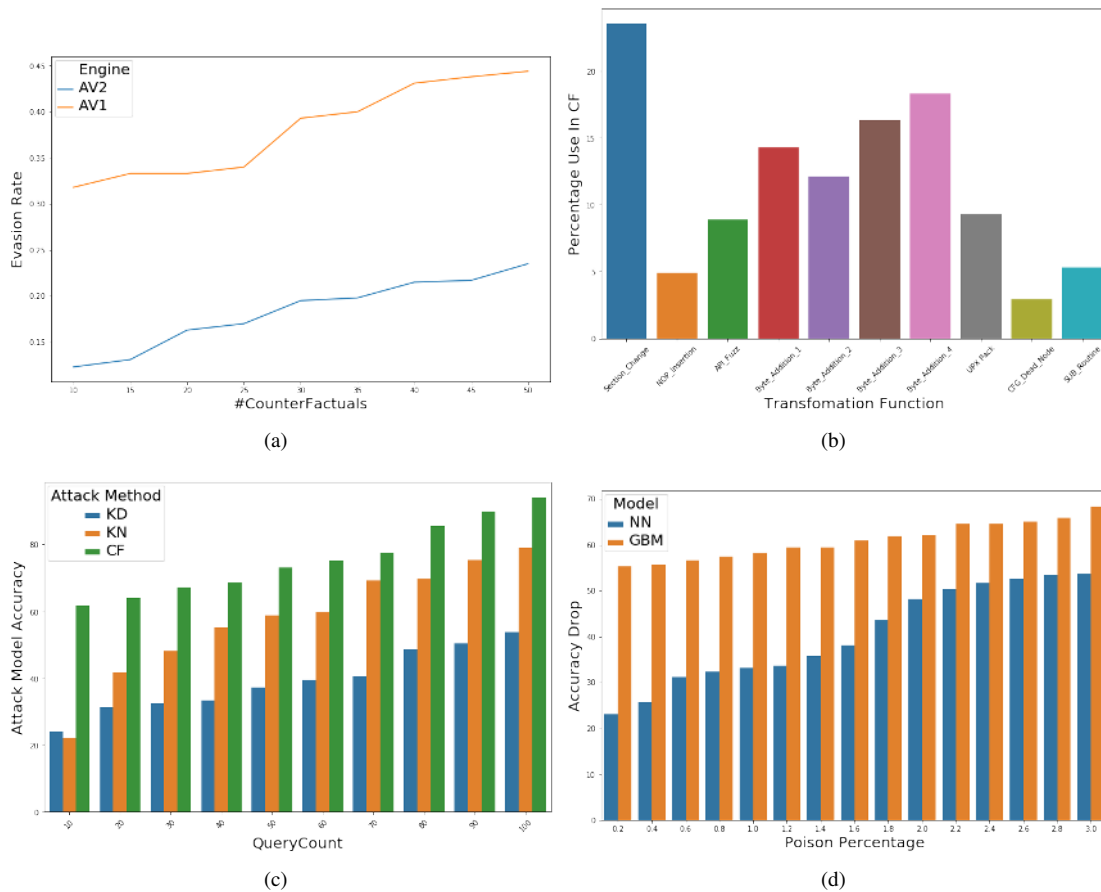 Engine
AV2
AV1
0.45
0.40
0.35
0.30
0.25
0.20
0.15
Evasion Rate
10 15 20 25 30 35 40 45 50
#CounterFactuals
(a)
20
15
10
5
0
Percentage Use In CF
Section_Change NOP_Insertion API_Fuzz Byte_Addition_1 Byte_Addition_2 Byte_Addition_3 Byte_Addition_4 UPX_Pack CFG_Dead_Node SUB_Routine
Transfomation Function
(b)
Attack Method
KD
KN
CF
80
60
40
20
0
Attack Model Accuracy
10 20 30 40 50 60 70 80 90 100
QueryCount
(c)
Model
NN
GBM
70
60
50
40
30
20
10
0
Accuracy Drop
0.2 0.4 0.6 0.8 1.0 1.2 1.4 1.6 1.8 2.0 2.2 2.4 2.6 2.8 3.0
Poison Percentage
(d)